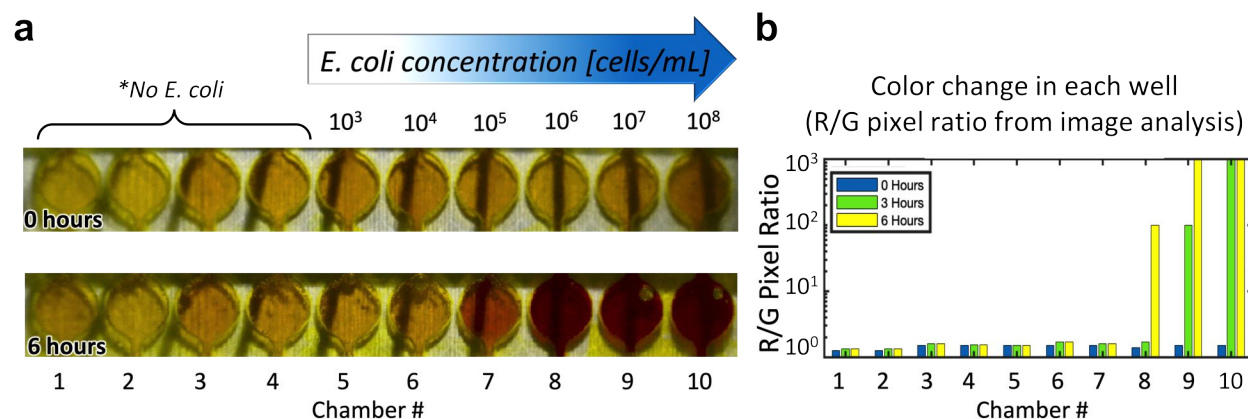 a
E. coli concentration [cells/mL]
*No E. coli
10³ 10⁴ 10⁵ 10⁶ 10⁷ 10⁸
0 hours
6 hours
1 2 3 4 5 6 7 8 9 10
Chamber #
b
Color change in each well
(R/G pixel ratio from image analysis)
R/G Pixel Ratio
10³
10²
10¹
10⁰
0 Hours
3 Hours
6 Hours
1 2 3 4 5 6 7 8 9 10
Chamber #